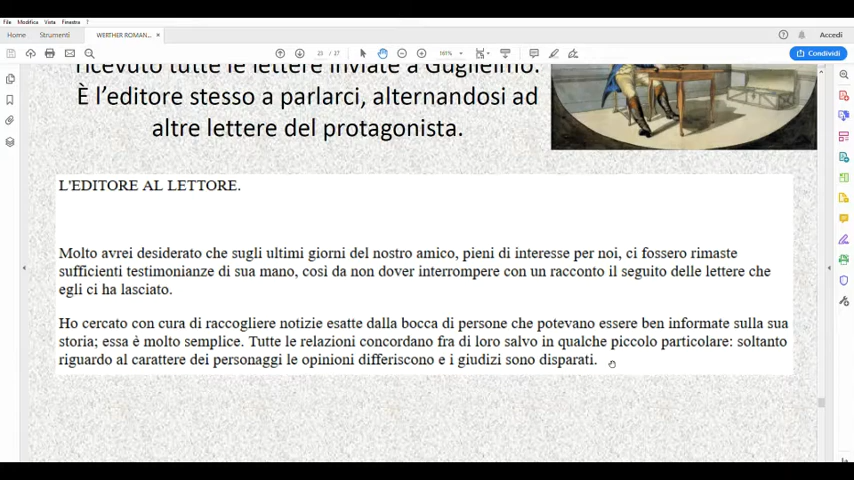 File Modifica Vista Finestra ?
Home Strumenti WERTHER ROMAN... × Accedi
23 / 27 161% Condividi
ricevuto tutte le lettere inviate a Guglielmo.
È l'editore stesso a parlarci, alternandosi ad
altre lettere del protagonista.
L'EDITORE AL LETTORE.
Molto avrei desiderato che sugli ultimi giorni del nostro amico, pieni di interesse per noi, ci fossero rimaste
sufficienti testimonianze di sua mano, cosi da non dover interrompere con un racconto il seguito delle lettere che
egli ci ha lasciato.
Ho cercato con cura di raccogliere notizie esatte dalla bocca di persone che potevano essere ben informate sulla sua
storia; essa è molto semplice. Tutte le relazioni concordano fra di loro salvo in qualche piccolo particolare: soltanto
riguardo al carattere dei personaggi le opinioni differiscono e i giudizi sono disparati.